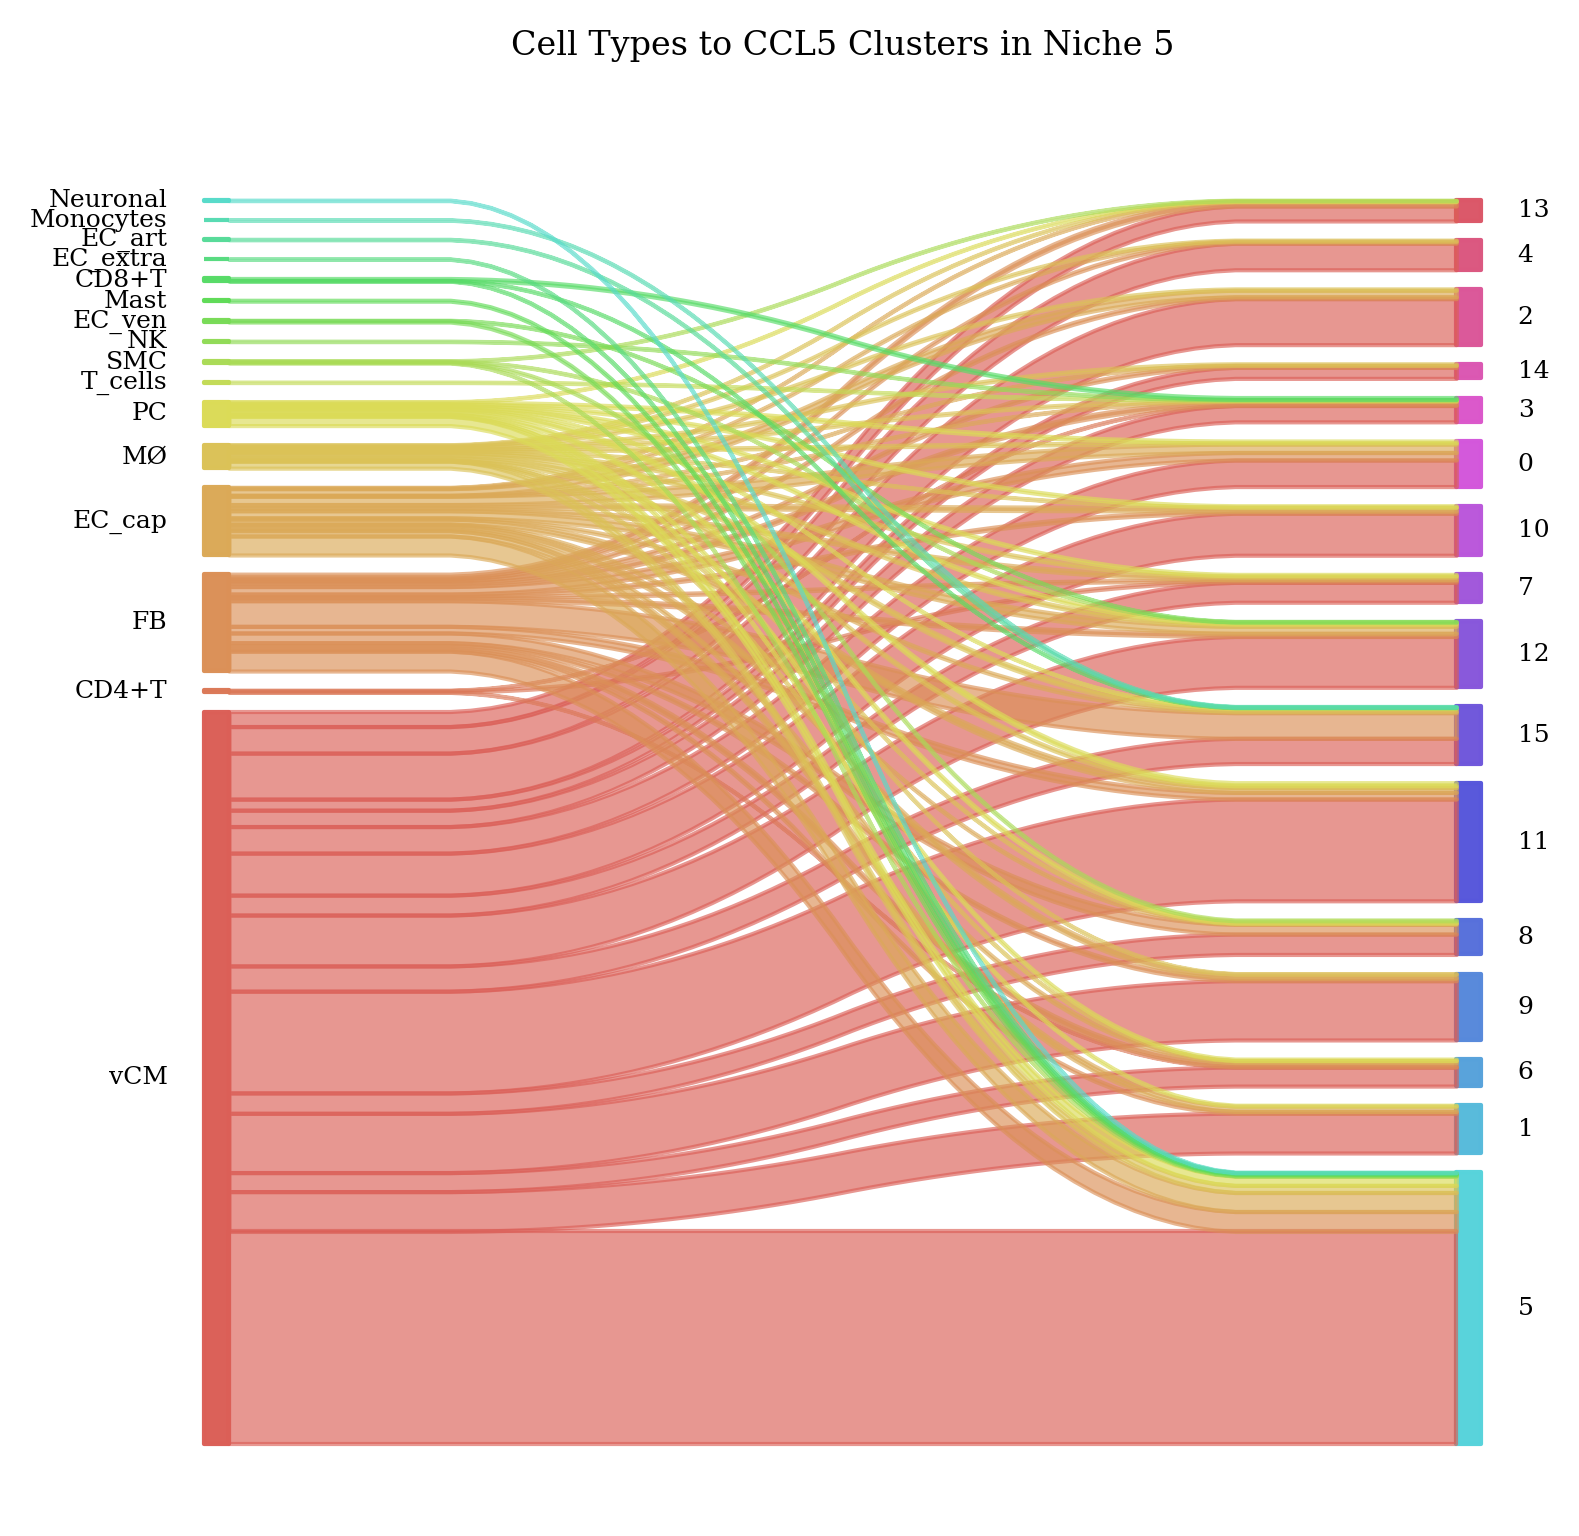 Cell Types to CCL5 Clusters in Niche 5
Neuronal
Monocytes
EC_art
EC_extra
CD8+T
Mast
EC_ven
NK
SMC
T_cells
PC
MØ
EC_cap
FB
CD4+T
vCM
13
4
2
14
3
0
10
7
12
15
11
8
9
6
1
5